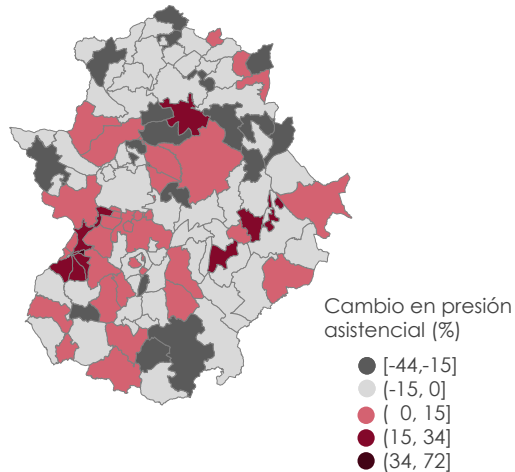 Cambio en presión
asistencial (%)
[-44,-15]
(-15, 0]
( 0, 15]
(15, 34]
(34, 72]